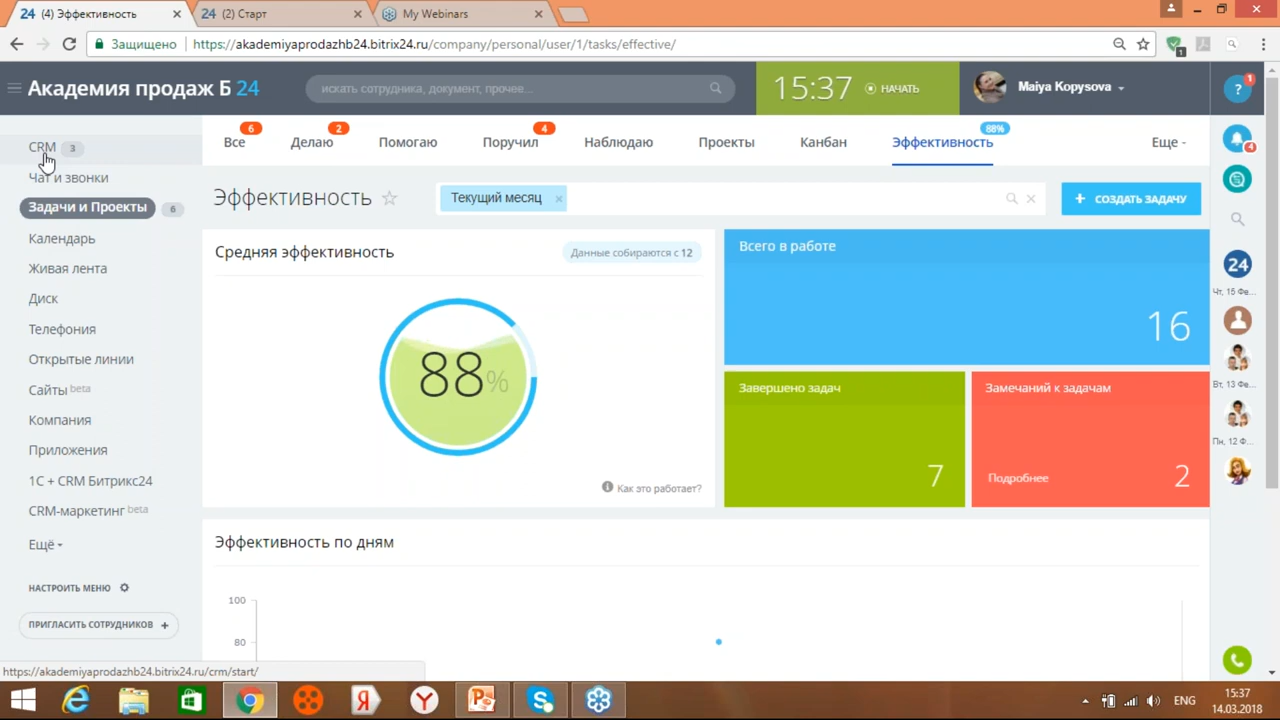 24 (4) Эффективность
24 (2) Старт
My Webinars
Защищено
https://akademiyaprodazhb24.bitrix24.ru/company/personal/user/1/tasks/effective/
1
Академия продаж Б 24
искать сотрудника, документ, прочее...
15:37 НАЧАТЬ
Maiya Kopysova
? 1
CRM 3
Чат и звонки
Задачи и Проекты 6
Календарь
Живая лента
Диск
Телефония
Открытые линии
Сайты beta
Компания
Приложения
1С + CRM Битрикс24
CRM-маркетинг beta
Ещё
НАСТРОИТЬ МЕНЮ
ПРИГЛАСИТЬ СОТРУДНИКОВ +
Все 6
Делаю 2
Помогаю
Поручил 4
Наблюдаю
Проекты
Канбан
Эффективность 88%
Еще
Эффективность
Текущий месяц
+ СОЗДАТЬ ЗАДАЧУ
Средняя эффективность
Данные собираются с 12
88%
Как это работает?
Всего в работе
16
Завершено задач
7
Замечаний к задачам
Подробнее
2
Эффективность по дням
100
80
4
24
Чт, 15 Фе...
Вт, 13 Фе...
Пн, 12 Ф...
https://akademiyaprodazhb24.bitrix24.ru/crm/start/
ENG
15:37
14.03.2018